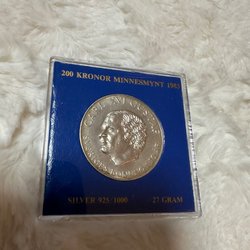 200 KRONOR MINNESMYNT 1983
CARL XVI GUSTAF
SILVER 925/1000 27 GRAM